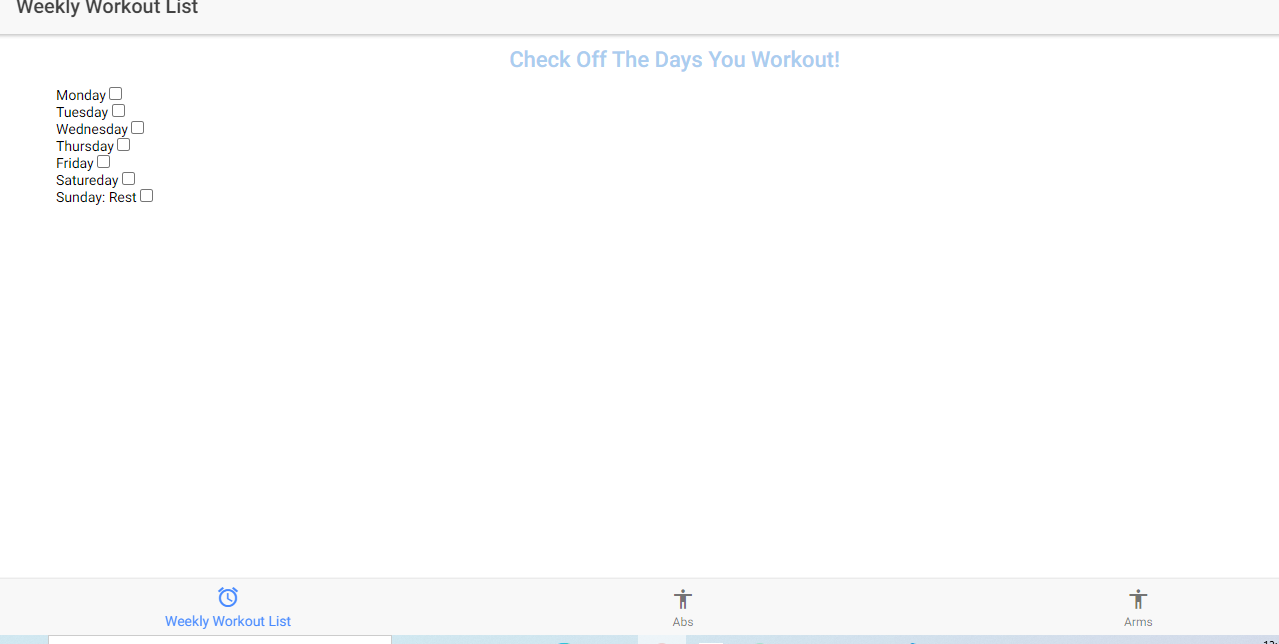 Weekly Workout List
Check Off The Days You Workout!
Monday
Tuesday
Wednesday
Thursday
Friday
Satureday
Sunday: Rest
Weekly Workout List
Abs
Arms